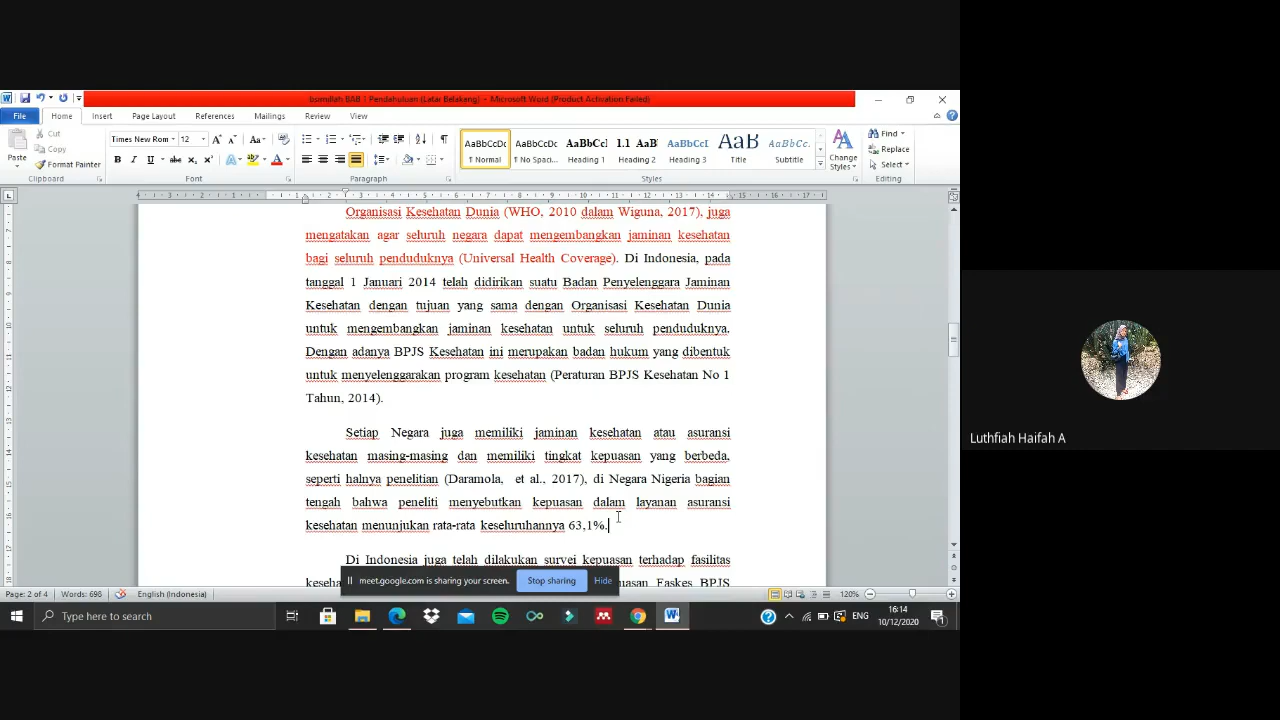 bismillah BAB 1 Pendahuluan (Latar Belakang) - Microsoft Word (Product Activation Failed)
File Home Insert Page Layout References Mailings Review View
Paste Cut Copy Format Painter
Times New Rom 12
AaBbCcDc AaBbCcDc AaBbCcI 1.1 AaB AaBbCcI AaB AaBbCc.
¶ Normal ¶ No Spac... Heading 1 Heading 2 Heading 3 Title Subtitle
Change Styles
Find Replace Select
Clipboard Font Paragraph Styles Editing
Organisasi Kesehatan Dunia (WHO, 2010 dalam Wiguna, 2017), juga
mengatakan agar seluruh negara dapat mengembangkan jaminan kesehatan
bagi seluruh penduduknya (Universal Health Coverage). Di Indonesia, pada
tanggal 1 Januari 2014 telah didirikan suatu Badan Penyelenggara Jaminan
Kesehatan dengan tujuan yang sama dengan Organisasi Kesehatan Dunia
untuk mengembangkan jaminan kesehatan untuk seluruh penduduknya.
Dengan adanya BPJS Kesehatan ini merupakan badan hukum yang dibentuk
untuk menyelenggarakan program kesehatan (Peraturan BPJS Kesehatan No 1
Tahun, 2014).
Setiap Negara juga memiliki jaminan kesehatan atau asuransi
kesehatan masing-masing dan memiliki tingkat kepuasan yang berbeda,
seperti halnya penelitian (Daramola, et al., 2017), di Negara Nigeria bagian
tengah bahwa peneliti menyebutkan kepuasan dalam layanan asuransi
kesehatan menunjukan rata-rata keseluruhannya 63,1%.
Di Indonesia juga telah dilakukan survei kepuasan terhadap fasilitas
Faskes BPJS
meet.google.com is sharing your screen. Stop sharing Hide
Page: 2 of 4 Words: 698 English (Indonesia) 120%
Type here to search
ENG 16:14
10/12/2020
Luthfiah Haifah A